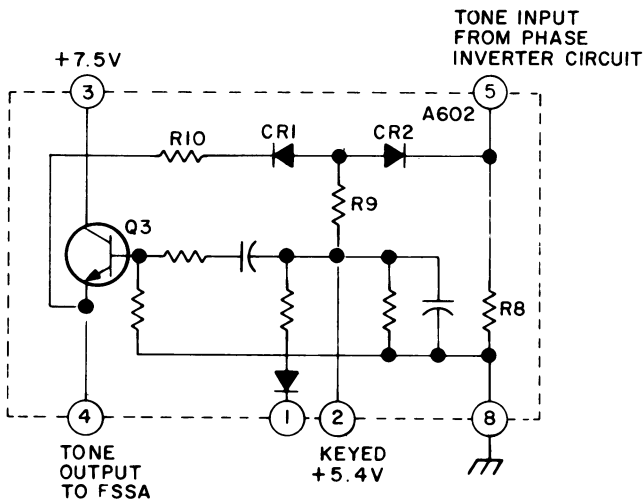 TONE INPUT
FROM PHASE
INVERTER CIRCUIT
+7.5V
3
5
A602
R10
CR1
CR2
R9
Q3
R8
4
1
2
8
TONE
OUTPUT
TO FSSA
KEYED
+5.4V